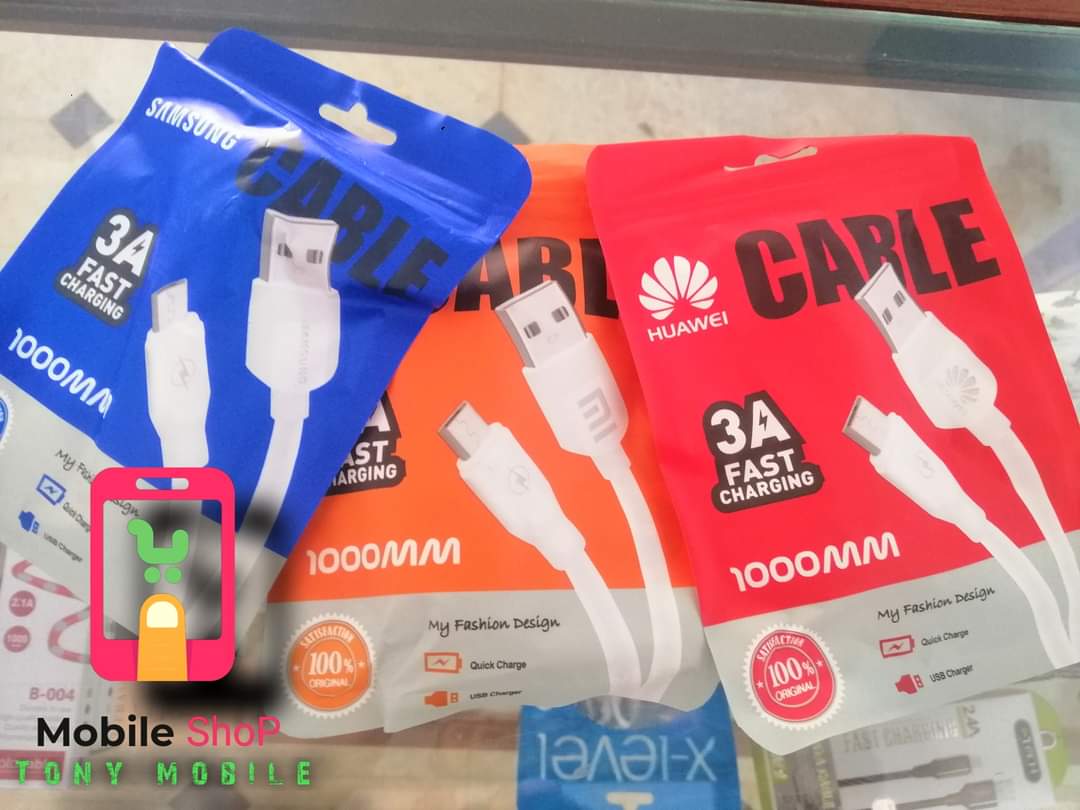 SAMSUNG
CABLE
3A
FAST
CHARGING
1000MM
My Fashion Design
Quick
USB Charger
SAMSUNG
CABL
FAST
CHARGING
1000MM
SATISFACTION
100%
ORIGINAL
My Fashion Design
Quick Charge
USB Charger
HUAWEI
CABLE
3A
FAST
CHARGING
1000MM
SATISFACTION
100%
ORIGINAL
My Fashion Design
Quick Charge
USB Charger
2.1A
1000
B-004
x-level
FAST CHARGING
2.4A
Mobile ShoP
TONY MOBILE